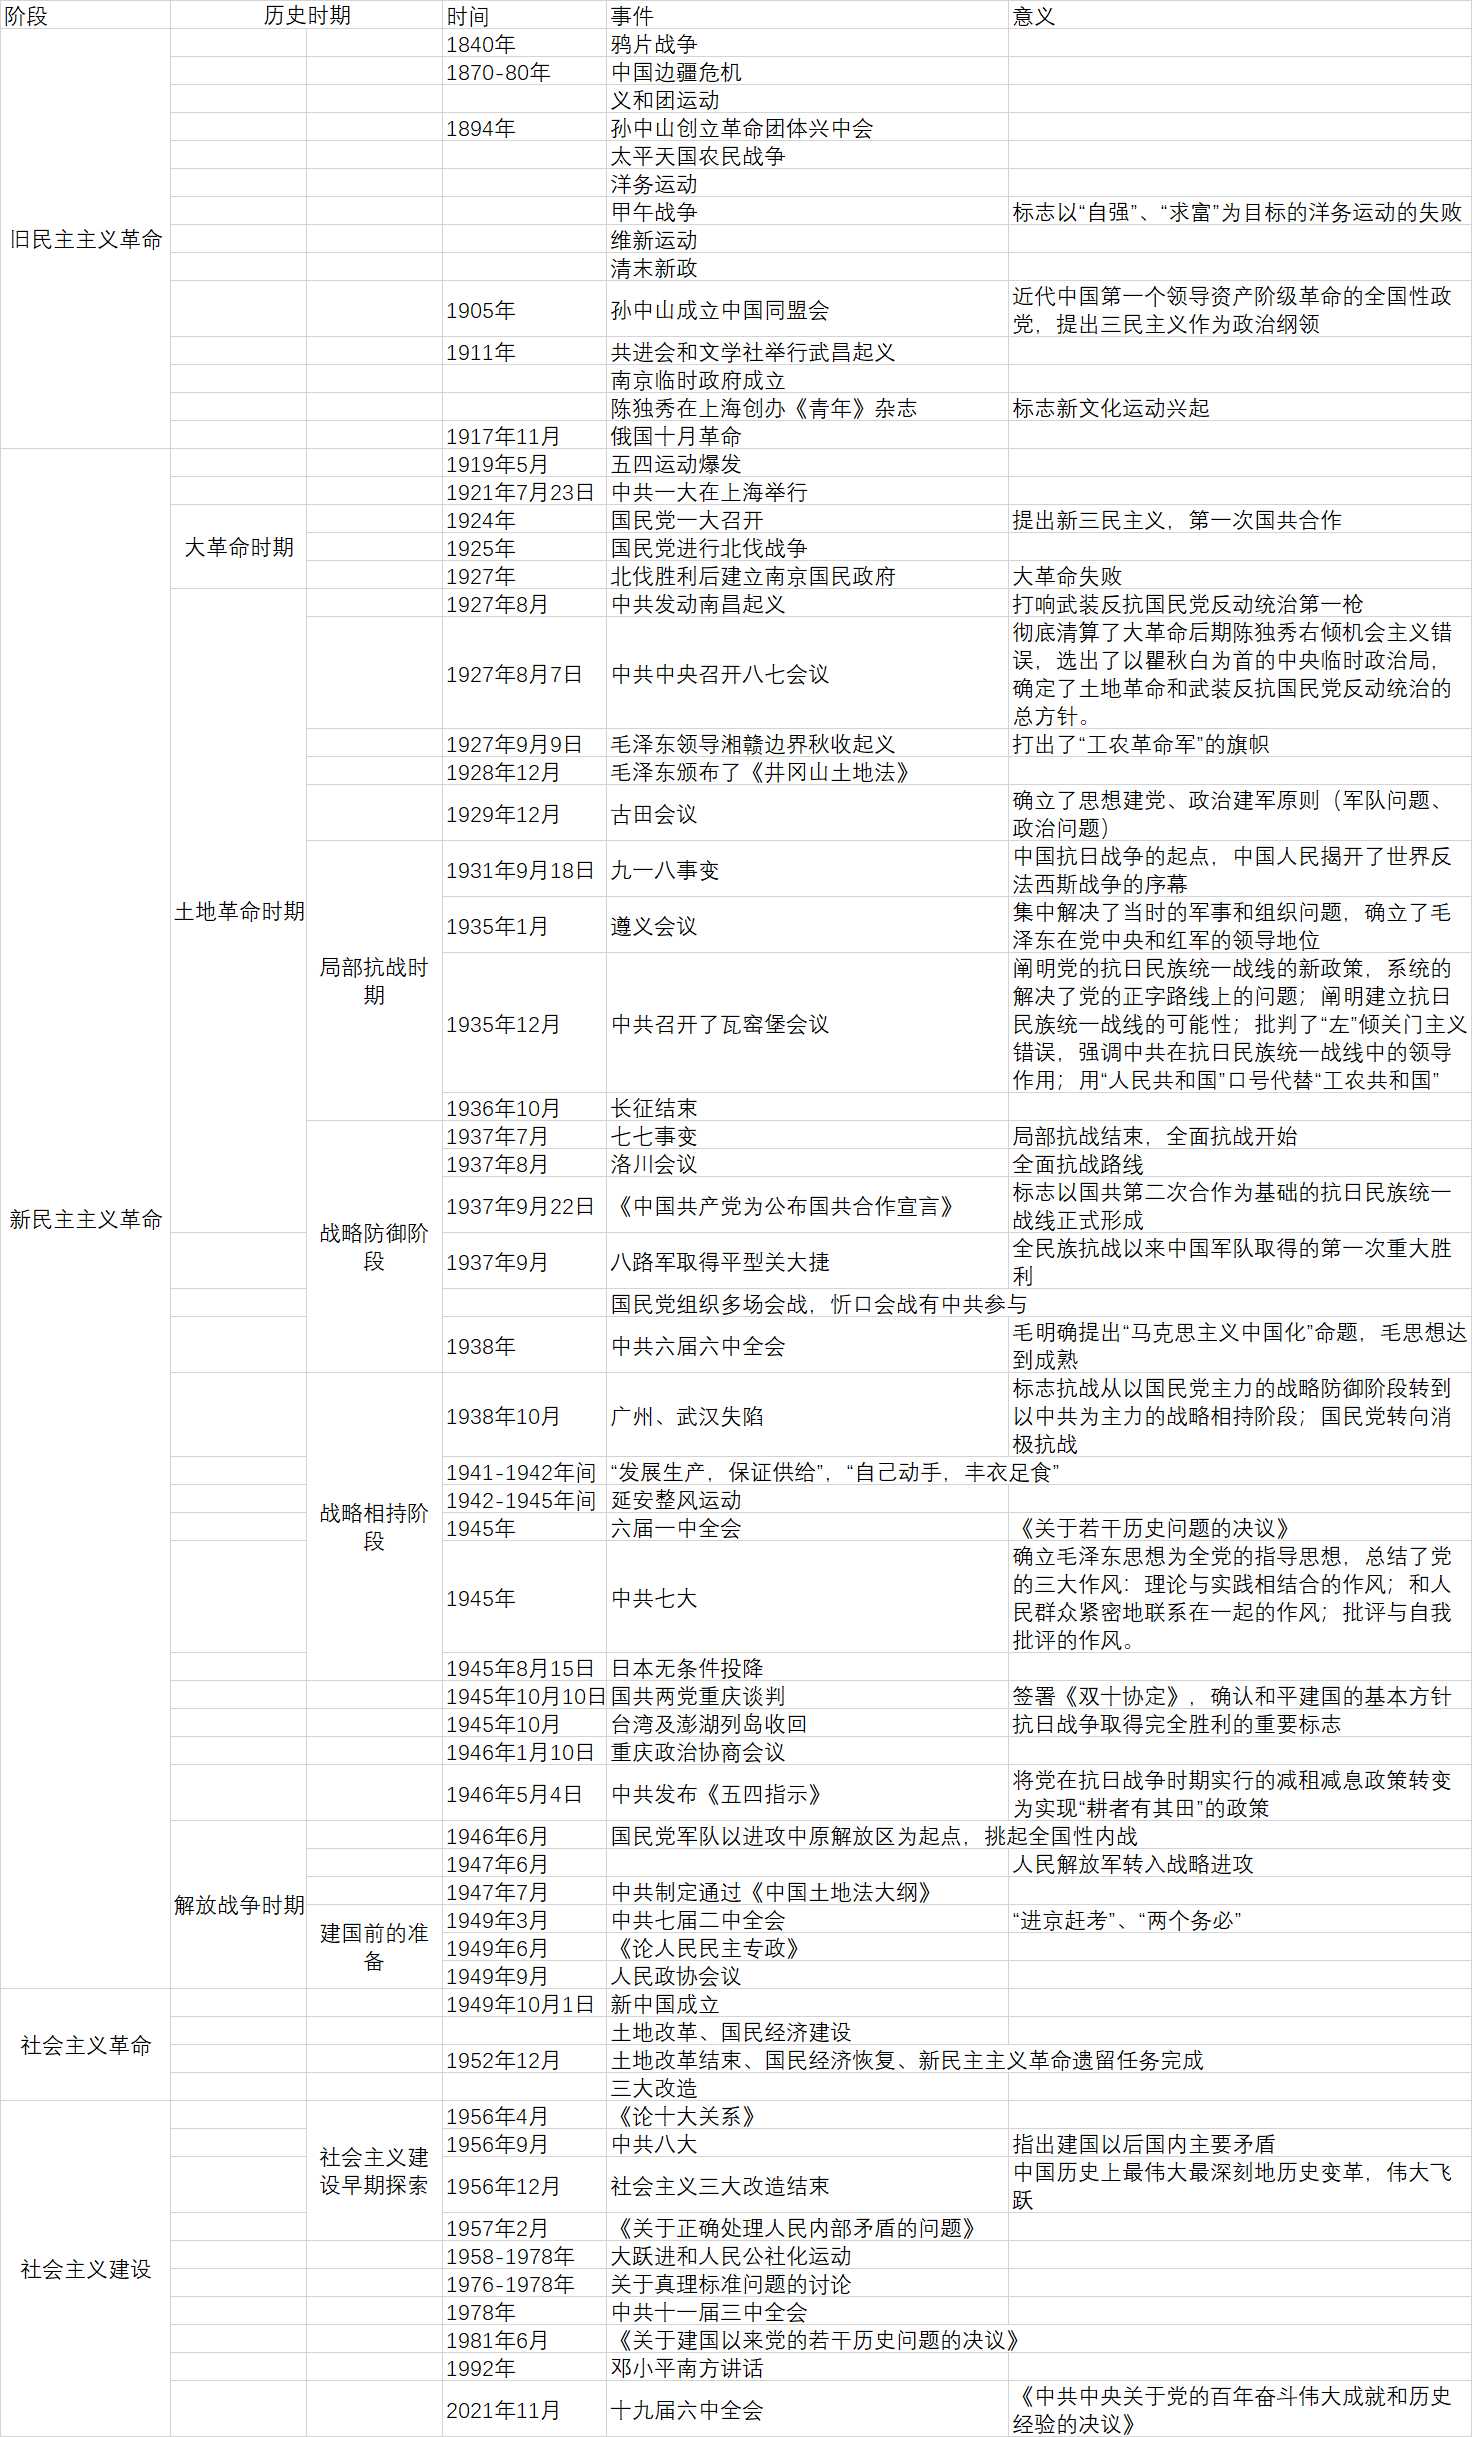 阶段 历史时期 时间 事件 意义
旧民主主义革命
1840年 鸦片战争
1870-80年 中国边疆危机
义和团运动
1894年 孙中山创立革命团体兴中会
太平天国农民战争
洋务运动
甲午战争 标志以“自强”、“求富”为目标的洋务运动的失败
维新运动
清末新政
1905年 孙中山成立中国同盟会 近代中国第一个领导资产阶级革命的全国性政
党，提出三民主义作为政治纲领
1911年 共进会和文学社举行武昌起义
南京临时政府成立
陈独秀在上海创办《青年》杂志 标志新文化运动兴起
1917年11月 俄国十月革命
新民主主义革命
1919年5月 五四运动爆发
1921年7月23日 中共一大在上海举行
大革命时期
1924年 国民党一大召开 提出新三民主义，第一次国共合作
1925年 国民党进行北伐战争
1927年 北伐胜利后建立南京国民政府 大革命失败
土地革命时期
1927年8月 中共发动南昌起义 打响武装反抗国民党反动统治第一枪
1927年8月7日 中共中央召开八七会议 彻底清算了大革命后期陈独秀右倾机会主义错
误，选出了以瞿秋白为首的中央临时政治局，
确定了土地革命和武装反抗国民党反动统治的
总方针。
1927年9月9日 毛泽东领导湘赣边界秋收起义 打出了“工农革命军”的旗帜
1928年12月 毛泽东颁布了《井冈山土地法》
1929年12月 古田会议 确立了思想建党、政治建军原则（军队问题、
政治问题）
局部抗战时
期
1931年9月18日 九一八事变 中国抗日战争的起点，中国人民揭开了世界反
法西斯战争的序幕
1935年1月 遵义会议 集中解决了当时的军事和组织问题，确立了毛
泽东在党中央和红军的领导地位
1935年12月 中共召开了瓦窑堡会议 阐明党的抗日民族统一战线的新政策，系统的
解决了党的正字路线上的问题；阐明建立抗日
民族统一战线的可能性；批判了“左”倾关门主义
错误，强调中共在抗日民族统一战线中的领导
作用；用“人民共和国”口号代替“工农共和国”
1936年10月 长征结束
战略防御阶
段
1937年7月 七七事变 局部抗战结束，全面抗战开始
1937年8月 洛川会议 全面抗战路线
1937年9月22日 《中国共产党为公布国共合作宣言》 标志以国共第二次合作为基础的抗日民族统一
战线正式形成
1937年9月 八路军取得平型关大捷 全民族抗战以来中国军队取得的第一次重大胜
利
国民党组织多场会战，忻口会战有中共参与
1938年 中共六届六中全会 毛明确提出“马克思主义中国化”命题，毛思想达
到成熟
战略相持阶
段
1938年10月 广州、武汉失陷 标志抗战从以国民党主力的战略防御阶段转到
以中共为主力的战略相持阶段；国民党转向消
极抗战
1941-1942年间 “发展生产，保证供给”，“自己动手，丰衣足食”
1942-1945年间 延安整风运动
1945年 六届一中全会 《关于若干历史问题的决议》
1945年 中共七大 确立毛泽东思想为全党的指导思想，总结了党
的三大作风：理论与实践相结合的作风；和人
民群众紧密地联系在一起的作风；批评与自我
批评的作风。
1945年8月15日 日本无条件投降
1945年10月10日 国共两党重庆谈判 签署《双十协定》，确认和平建国的基本方针
1945年10月 台湾及澎湖列岛收回 抗日战争取得完全胜利的重要标志
1946年1月10日 重庆政治协商会议
1946年5月4日 中共发布《五四指示》 将党在抗日战争时期实行的减租减息政策转变
为实现“耕者有其田”的政策
解放战争时期
1946年6月 国民党军队以进攻中原解放区为起点，挑起全国性内战
1947年6月 人民解放军转入战略进攻
1947年7月 中共制定通过《中国土地法大纲》
建国前的准
备
1949年3月 中共七届二中全会 “进京赶考”、“两个务必”
1949年6月 《论人民民主专政》
1949年9月 人民政协会议
社会主义革命
1949年10月1日 新中国成立
土地改革、国民经济建设
1952年12月 土地改革结束、国民经济恢复、新民主主义革命遗留任务完成
三大改造
社会主义建设
社会主义建
设早期探索
1956年4月 《论十大关系》
1956年9月 中共八大 指出建国以后国内主要矛盾
1956年12月 社会主义三大改造结束 中国历史上最伟大最深刻地历史变革，伟大飞
跃
1957年2月 《关于正确处理人民内部矛盾的问题》
1958-1978年 大跃进和人民公社化运动
1976-1978年 关于真理标准问题的讨论
1978年 中共十一届三中全会
1981年6月 《关于建国以来党的若干历史问题的决议》
1992年 邓小平南方讲话
2021年11月 十九届六中全会 《中共中央关于党的百年奋斗伟大成就和历史
经验的决议》